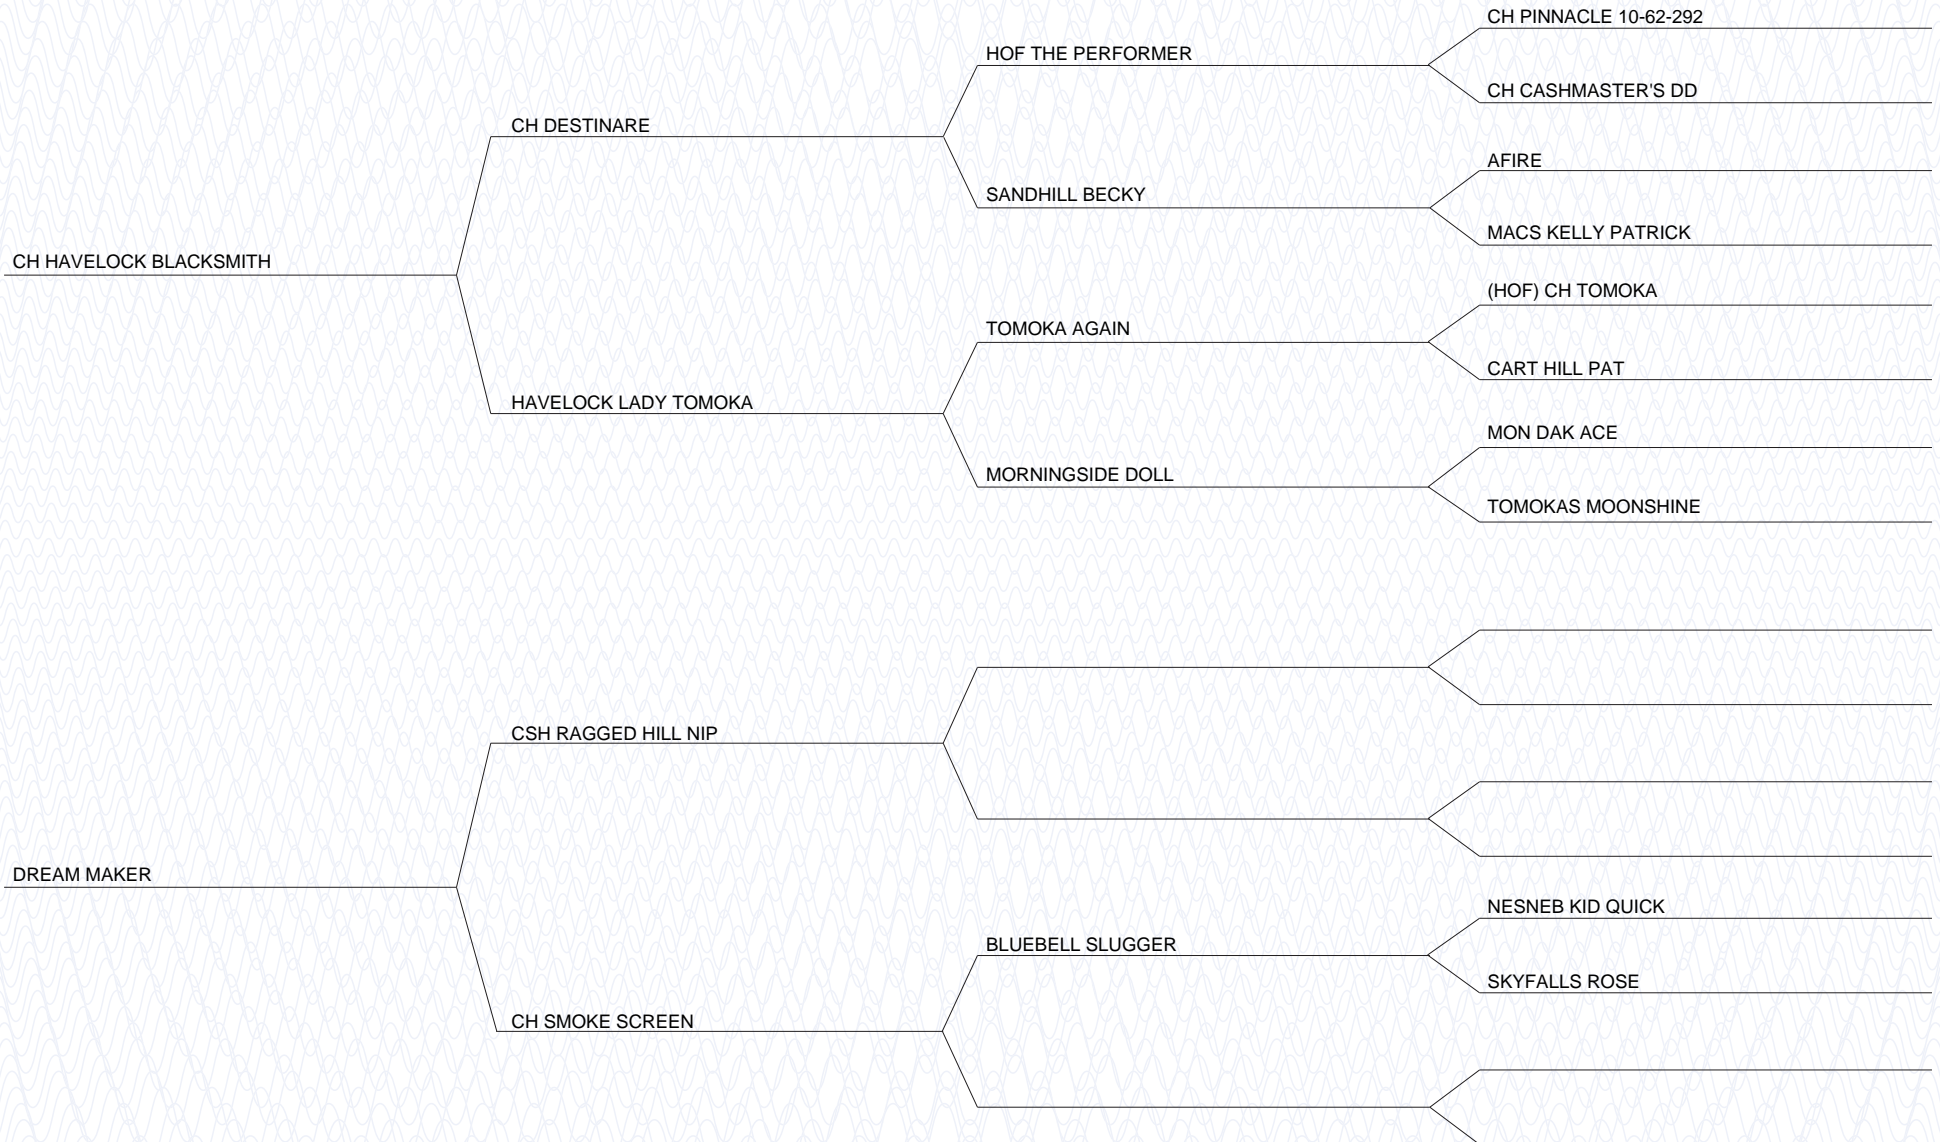 CH PINNACLE 10-62-292
HOF THE PERFORMER
CH CASHMASTER'S DD
CH DESTINARE
AFIRE
SANDHILL BECKY
MACS KELLY PATRICK
CH HAVELOCK BLACKSMITH
(HOF) CH TOMOKA
TOMOKA AGAIN
CART HILL PAT
HAVELOCK LADY TOMOKA
MON DAK ACE
MORNINGSIDE DOLL
TOMOKAS MOONSHINE
CSH RAGGED HILL NIP
DREAM MAKER
NESNEB KID QUICK
BLUEBELL SLUGGER
SKYFALLS ROSE
CH SMOKE SCREEN